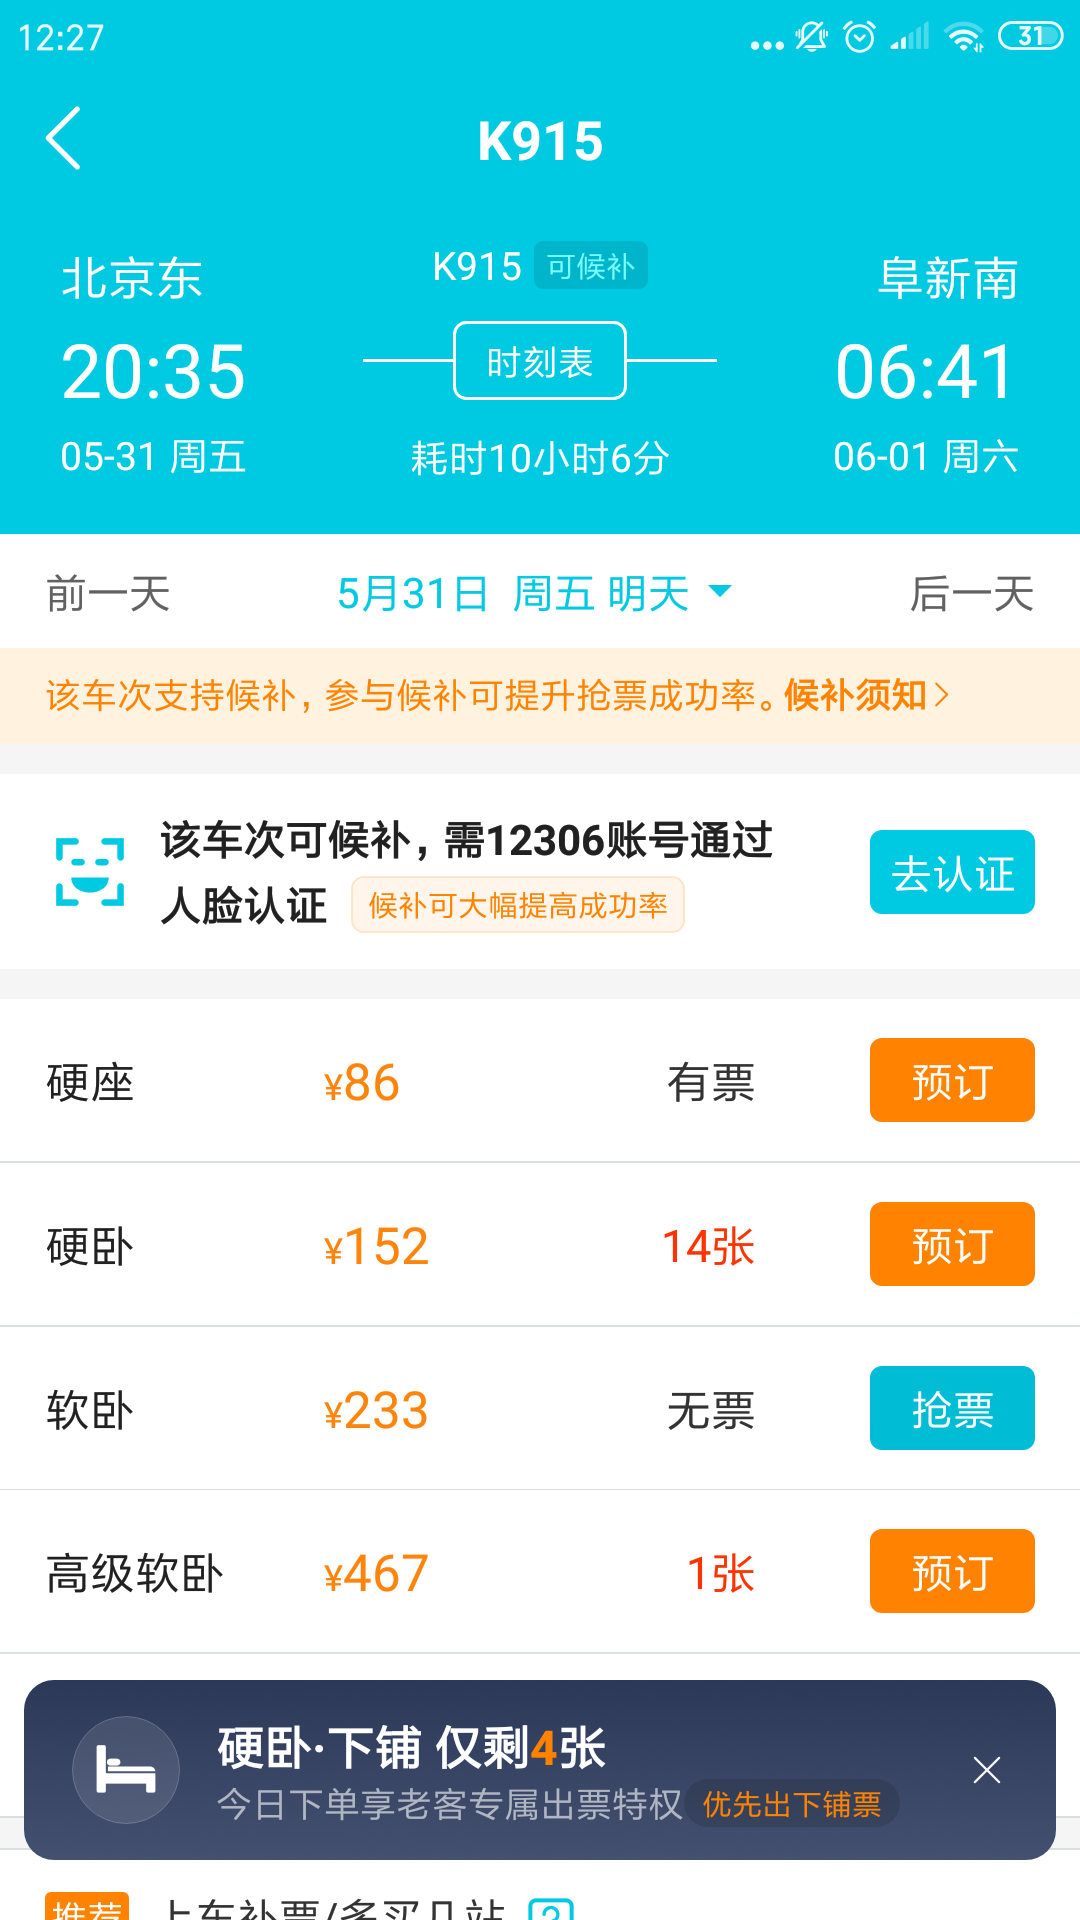 12:27
31
K915
北京东
K915 可候补
阜新南
20:35
时刻表
06:41
05-31 周五
耗时10小时6分
06-01 周六
前一天
5月31日 周五 明天
后一天
该车次支持候补，参与候补可提升抢票成功率。候补须知
该车次可候补，需12306账号通过
人脸认证 候补可大幅提高成功率
去认证
硬座 ¥86 有票 预订
硬卧 ¥152 14张 预订
软卧 ¥233 无票 抢票
高级软卧 ¥467 1张 预订
硬卧·下铺 仅剩4张
今日下单享老客专属出票特权 优先出下铺票
推荐 上车补票/多买几站 ?